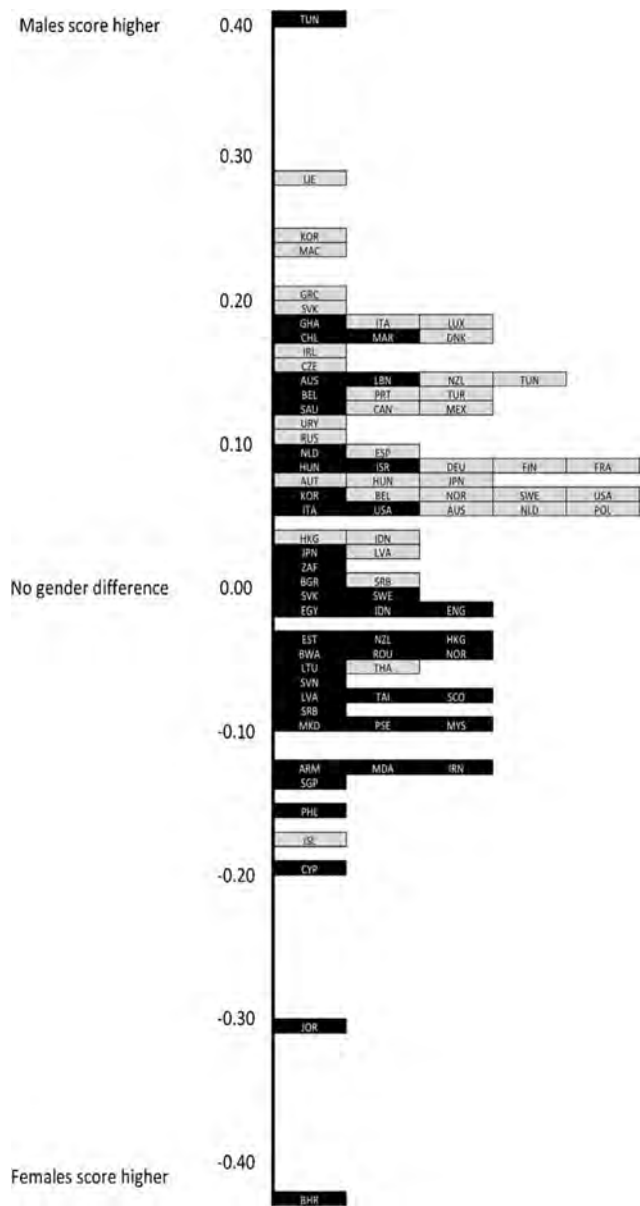 TUN
Males score higher 0.40
0.30
LIE
KOR
MAC
GRC
0.20
SVK
GHA ITA LUX
CHL MAR DNK
IRL
CZE
AUS LBN NZL TUN
BEL PRT TUR
SAU CAN MEX
URY
RUS
0.10
NLD ESP
HUN ISR DEU FIN FRA
AUT HUN JPN
KOR BEL NOR SWE USA
ITA USA AUS NLD POL
HKG IDN
JPN LVA
ZAF
No gender difference 0.00
BGR SRB
SVK SWE
EGY IDN ENG
EST NZL HKG
BWA ROU NOR
LTU THA
SVN
LVA TAI SCO
SRB
MKD PSE MYS
-0.10
ARM MDA IRN
SGP
PHL
ISL
CYP
-0.20
-0.30
JOR
-0.40
Females score higher
BHR